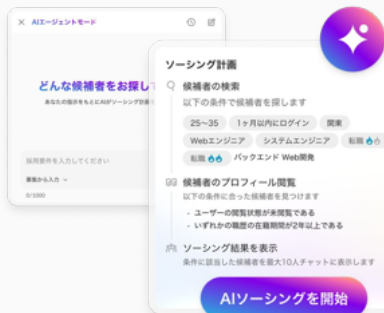 AIエージェントモード
どんな候補者をお探し
あなたの指示をもとにAIがソーシング計画
採用要件を入力してください
募集から入力
0/1000
ソーシング計画
候補者の検索
以下の条件で候補者を探します
25〜35 1ヶ月以内にログイン 関東
Webエンジニア システムエンジニア 転職
転職 バックエンド Web開発
候補者のプロフィール閲覧
以下の条件に合った候補者を見つけます
- ユーザーの閲覧状態が未閲覧である
- いずれかの職歴の在籍期間が2年以上である
ソーシング結果を表示
条件に該当した候補者を最大10人チャットに表示します
AIソーシングを開始